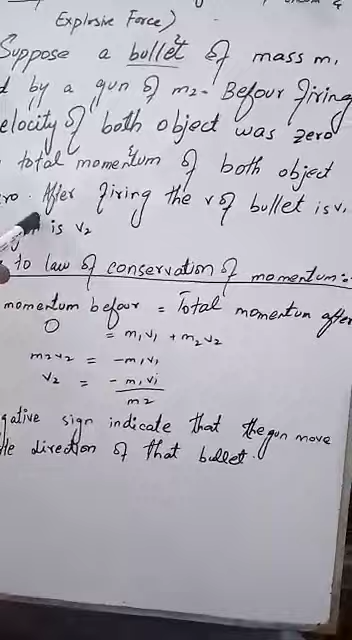 Explosive Force)
Suppose a bullet of mass m,
d by a gun of m2. Befour firing
elocity of both object was zero
total momentum of both object
ro. After firing the v of bullet is v,
is v2
to law of conservation of momentum:-
momentum befour = Total momentum after
0 = m1v1 + m2v2
m2v2 = -m1v1
v2 = -m1v1
m2
gative sign indicate that the gun move
direction of that bullet.